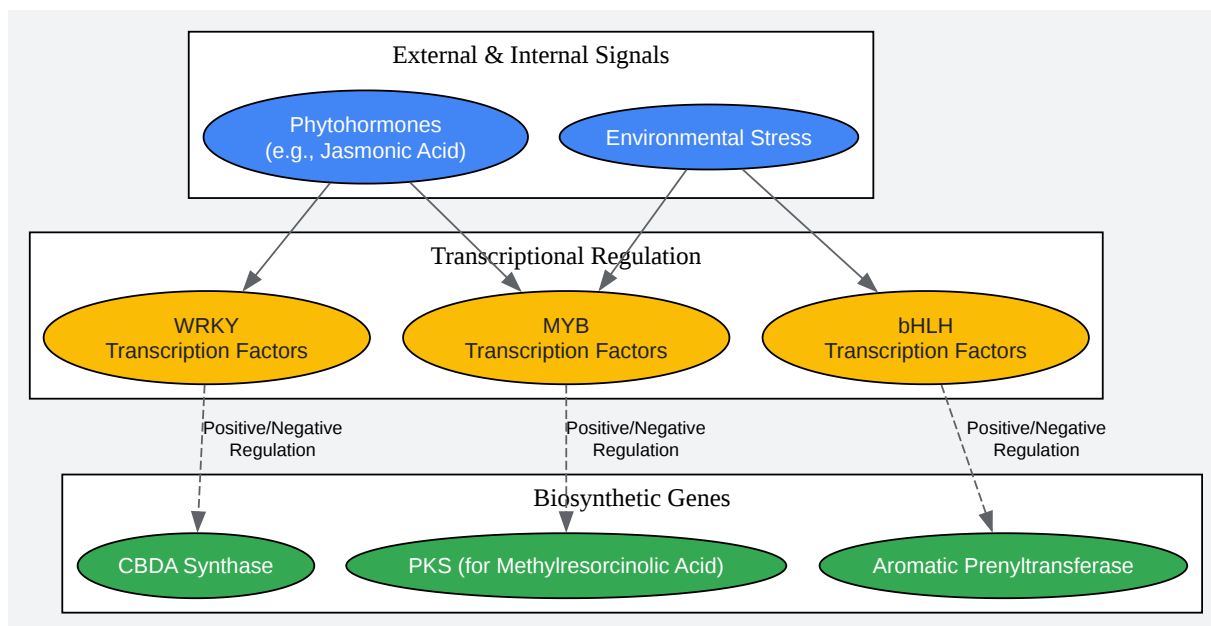 External & Internal Signals
Phytohormones
(e.g., Jasmonic Acid)
Environmental Stress
Transcriptional Regulation
WRKY
Transcription Factors
MYB
Transcription Factors
bHLH
Transcription Factors
Positive/Negative
Regulation
Positive/Negative
Regulation
Positive/Negative
Regulation
Biosynthetic Genes
CBDA Synthase
PKS (for Methylresorcinolic Acid)
Aromatic Prenyltransferase